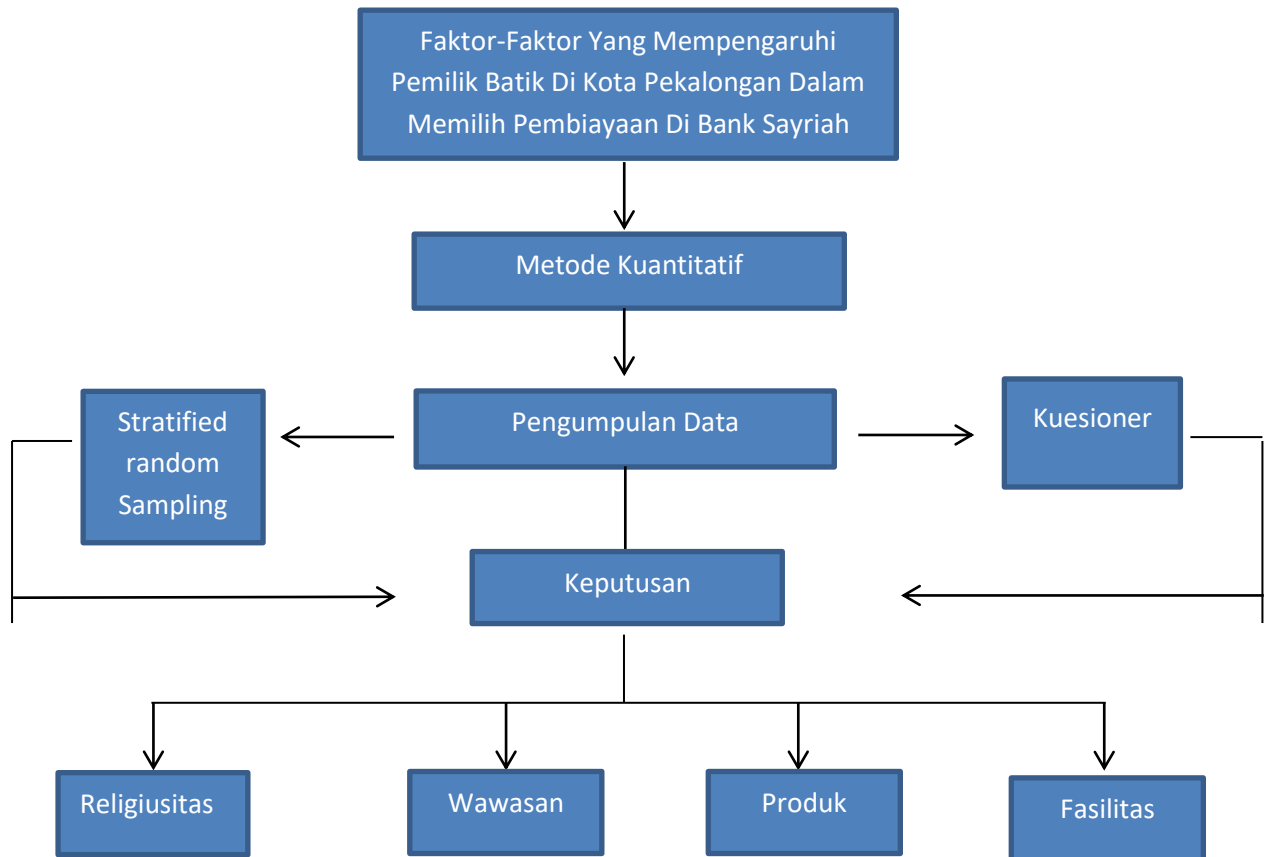 Faktor-Faktor Yang Mempengaruhi
Pemilik Batik Di Kota Pekalongan Dalam
Memilih Pembiayaan Di Bank Sayriah
Metode Kuantitatif
Stratified
random
Sampling
Pengumpulan Data
Kuesioner
Keputusan
Religiusitas
Wawasan
Produk
Fasilitas